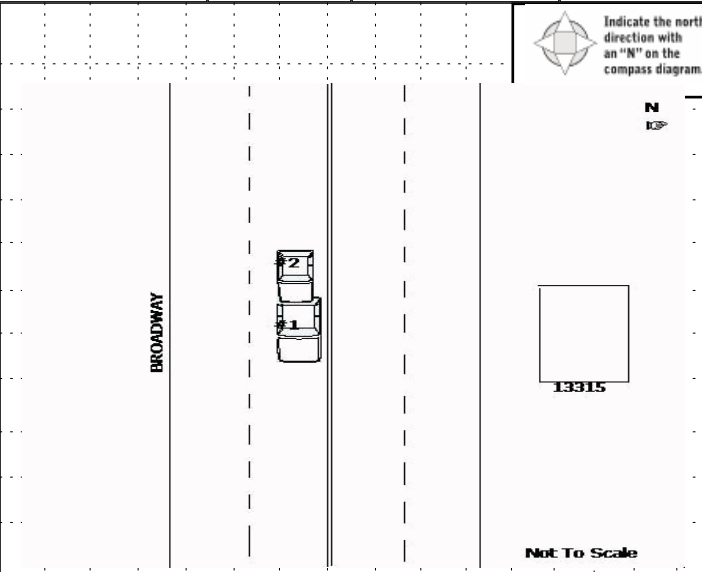 Indicate the north
direction with
an “N” on the
compass diagram.
N
#2
#1
BROADWAY
13315
Not To Scale